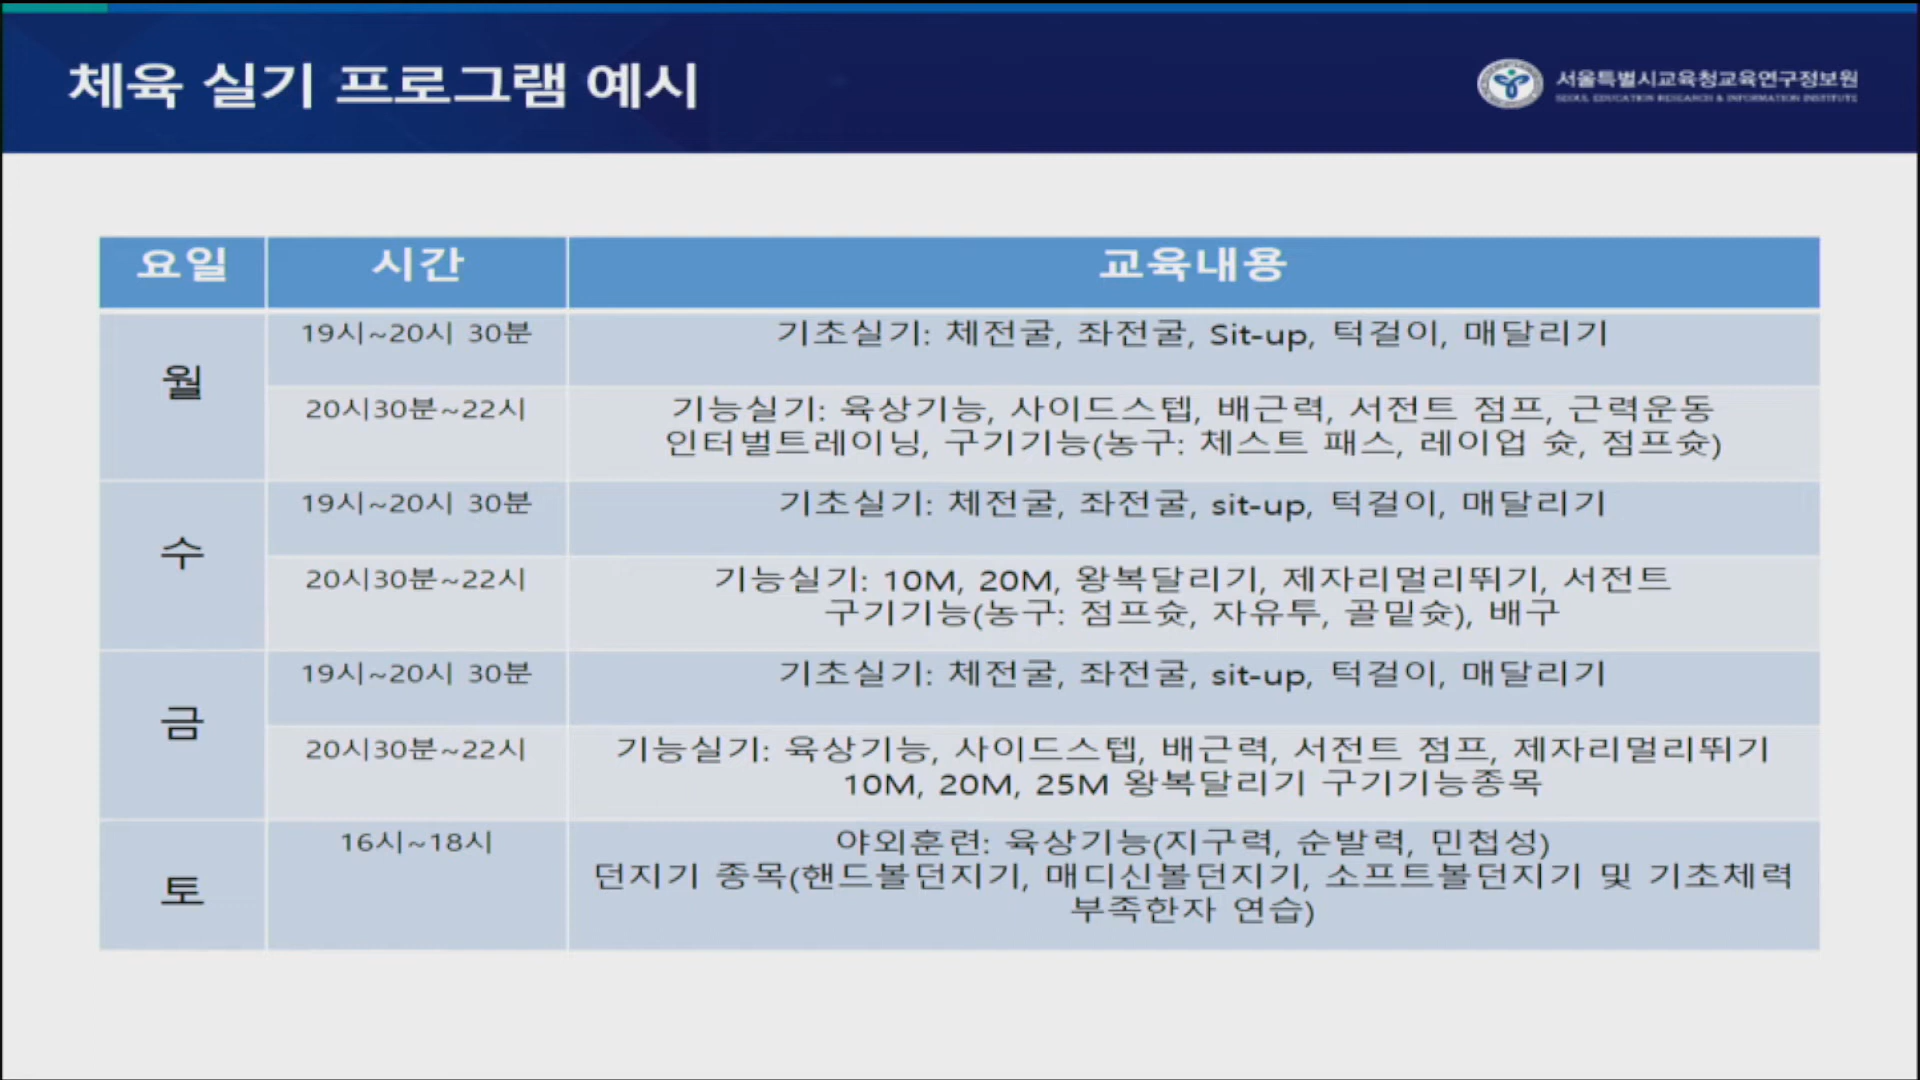 체육 실기 프로그램 예시
서울특별시교육청교육연구정보원
SEOUL EDUCATION RESEARCH & INFORMATION INSTITUTE
요일 시간 교육내용
월
19시~20시 30분 기초실기: 체전굴, 좌전굴, Sit-up, 턱걸이, 매달리기
20시30분~22시 기능실기: 육상기능, 사이드스텝, 배근력, 서전트 점프, 근력운동
인터벌트레이닝, 구기기능(농구: 체스트 패스, 레이업 슛, 점프슛)
수
19시~20시 30분 기초실기: 체전굴, 좌전굴, sit-up, 턱걸이, 매달리기
20시30분~22시 기능실기: 10M, 20M, 왕복달리기, 제자리멀리뛰기, 서전트
구기기능(농구: 점프슛, 자유투, 골밑슛), 배구
금
19시~20시 30분 기초실기: 체전굴, 좌전굴, sit-up, 턱걸이, 매달리기
20시30분~22시 기능실기: 육상기능, 사이드스텝, 배근력, 서전트 점프, 제자리멀리뛰기
10M, 20M, 25M 왕복달리기 구기기능종목
토
16시~18시 야외훈련: 육상기능(지구력, 순발력, 민첩성)
던지기 종목(핸드볼던지기, 매디신볼던지기, 소프트볼던지기 및 기초체력
부족한자 연습)